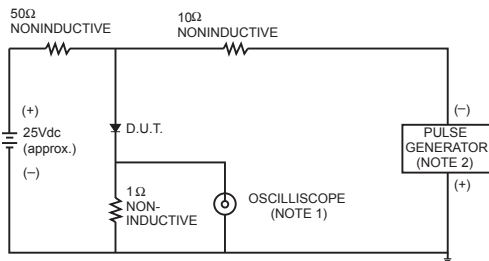 50Ω
NONINDUCTIVE
10Ω
NONINDUCTIVE
(+)
25Vdc
(approx.)
(−)
D.U.T.
1Ω
NON-
INDUCTIVE
OSCILLISCOPE
(NOTE 1)
(−)
PULSE
GENERATOR
(NOTE 2)
(+)